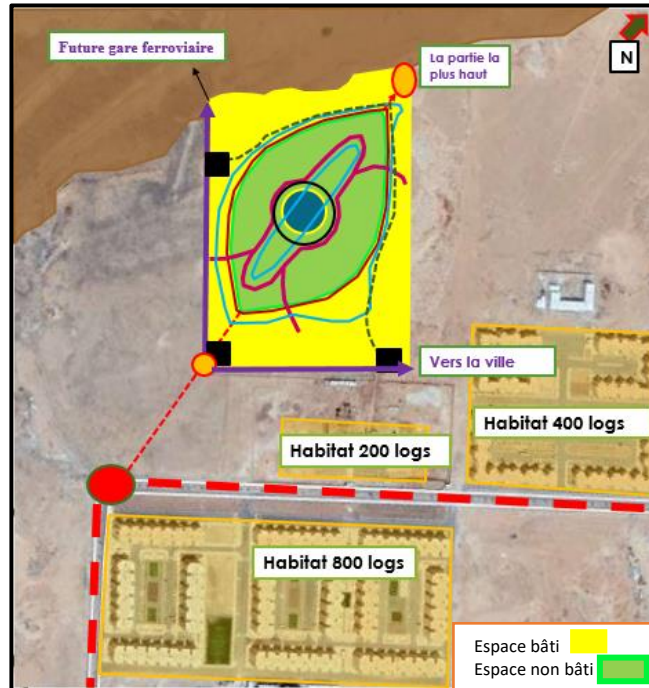 Future gare ferroviaire
La partie la
plus haut
N
Vers la ville
Habitat 400 logs
Habitat 200 logs
Habitat 800 logs
Espace bâti
Espace non bâti